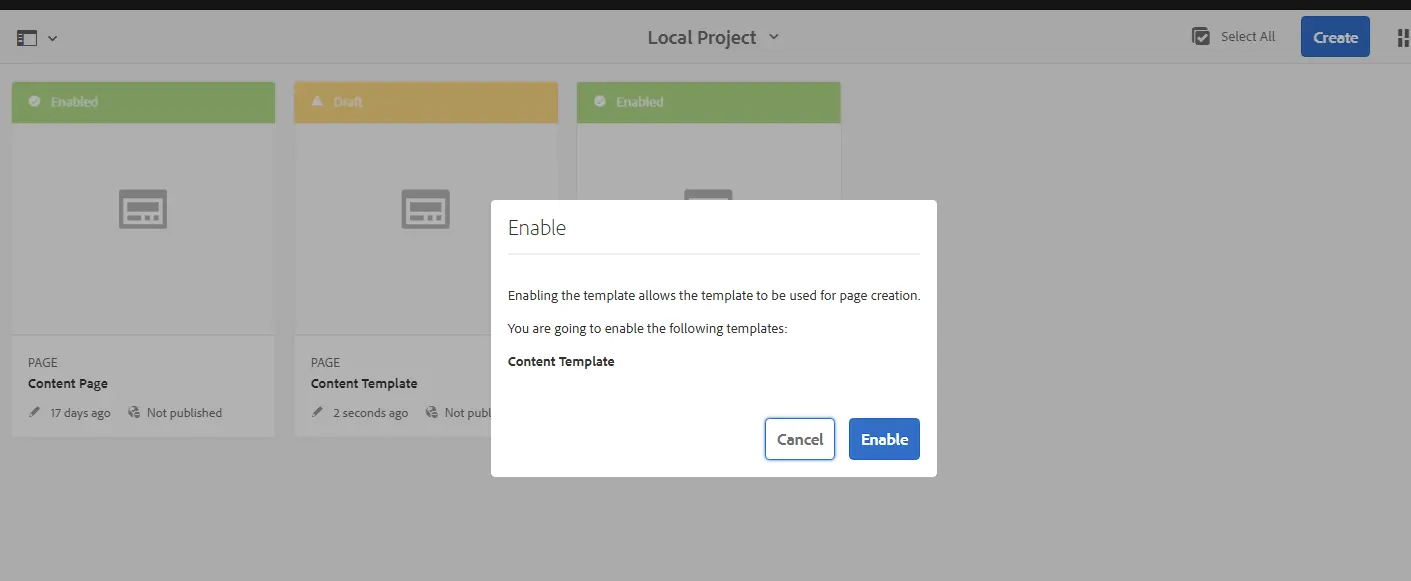 Local Project
Select All
Create
Enabled
Draft
Enabled
Enable
Enabling the template allows the template to be used for page creation.
You are going to enable the following templates:
Content Template
Cancel
Enable
PAGE
Content Page
17 days ago
Not published
PAGE
Content Template
2 seconds ago
Not publ